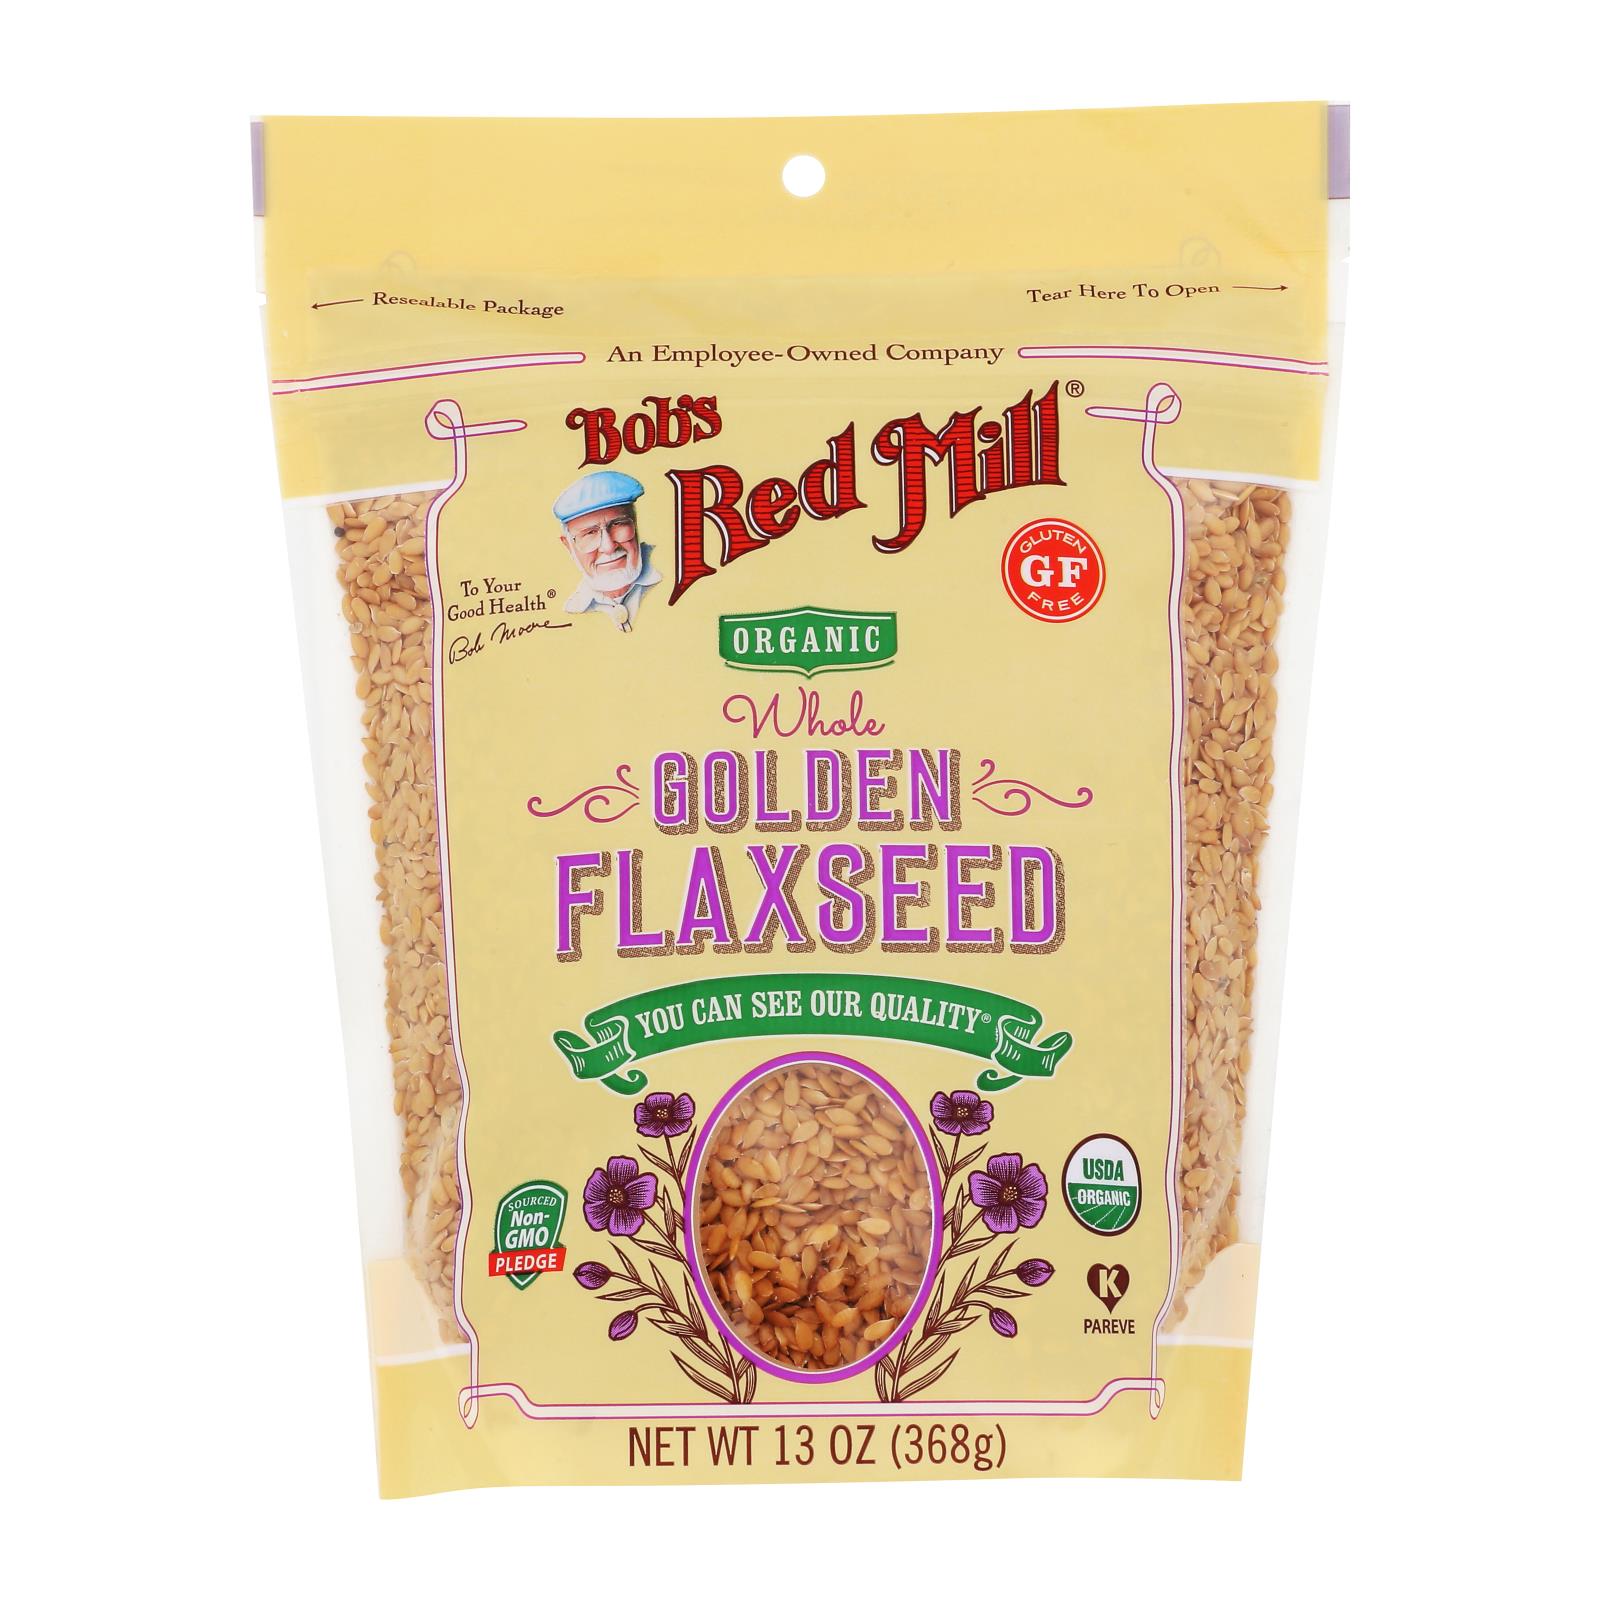 Resealable Package
Tear Here To Open
An Employee-Owned Company
Bob's
Red Mill®
To Your
Good Health®
Bob Moore
GLUTEN
GF
FREE
ORGANIC
Whole
GOLDEN
FLAXSEED
YOU CAN SEE OUR QUALITY®
SOURCED
Non-
GMO
PLEDGE
USDA
ORGANIC
K
PAREVE
NET WT 13 OZ (368g)